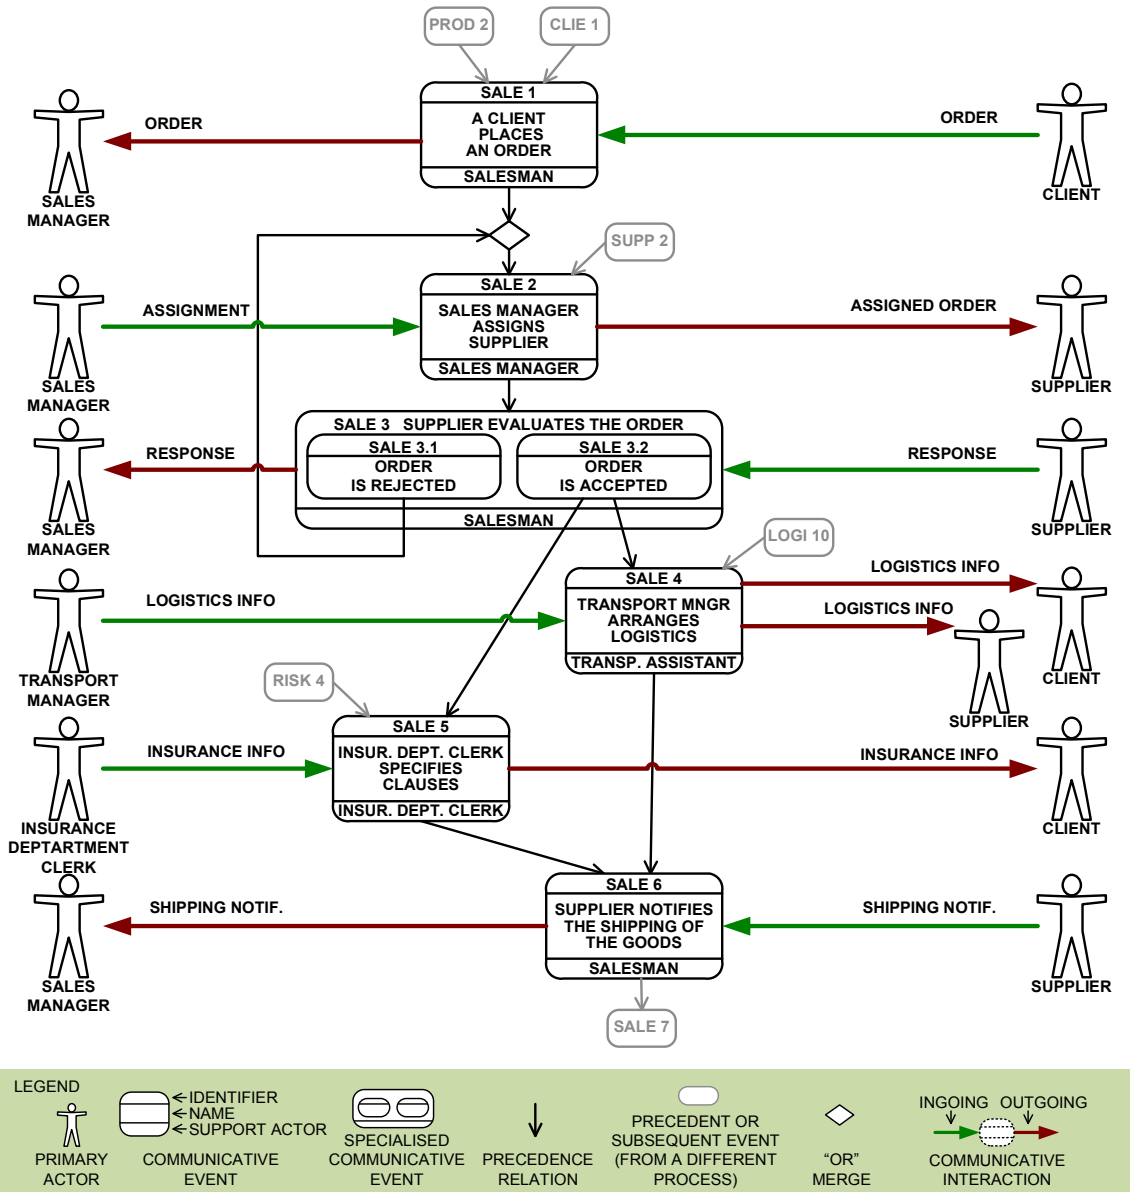 PROD 2
CLIE 1
SALE 1
A CLIENT
PLACES
AN ORDER
SALESMAN
ORDER
ORDER
SALES
MANAGER
CLIENT
SUPP 2
SALE 2
SALES MANAGER
ASSIGNS
SUPPLIER
SALES MANAGER
ASSIGNMENT
ASSIGNED ORDER
SALES
MANAGER
SUPPLIER
SALE 3 SUPPLIER EVALUATES THE ORDER
SALE 3.1
ORDER
IS REJECTED
SALE 3.2
ORDER
IS ACCEPTED
SALESMAN
RESPONSE
RESPONSE
SALES
MANAGER
SUPPLIER
LOGI 10
SALE 4
TRANSPORT MNGR
ARRANGES
LOGISTICS
TRANSP. ASSISTANT
LOGISTICS INFO
LOGISTICS INFO
LOGISTICS INFO
TRANSPORT
MANAGER
CLIENT
SUPPLIER
RISK 4
SALE 5
INSUR. DEPT. CLERK
SPECIFIES
CLAUSES
INSUR. DEPT. CLERK
INSURANCE INFO
INSURANCE INFO
INSURANCE
DEPTARTMENT
CLERK
CLIENT
SALE 6
SUPPLIER NOTIFIES
THE SHIPPING OF
THE GOODS
SALESMAN
SHIPPING NOTIF.
SHIPPING NOTIF.
SALES
MANAGER
SUPPLIER
SALE 7
LEGEND
PRIMARY
ACTOR
IDENTIFIER
NAME
SUPPORT ACTOR
COMMUNICATIVE
EVENT
SPECIALISED
COMMUNICATIVE
EVENT
PRECEDENCE
RELATION
PRECEDENT OR
SUBSEQUENT EVENT
(FROM A DIFFERENT
PROCESS)
“OR”
MERGE
INGOING
OUTGOING
COMMUNICATIVE
INTERACTION